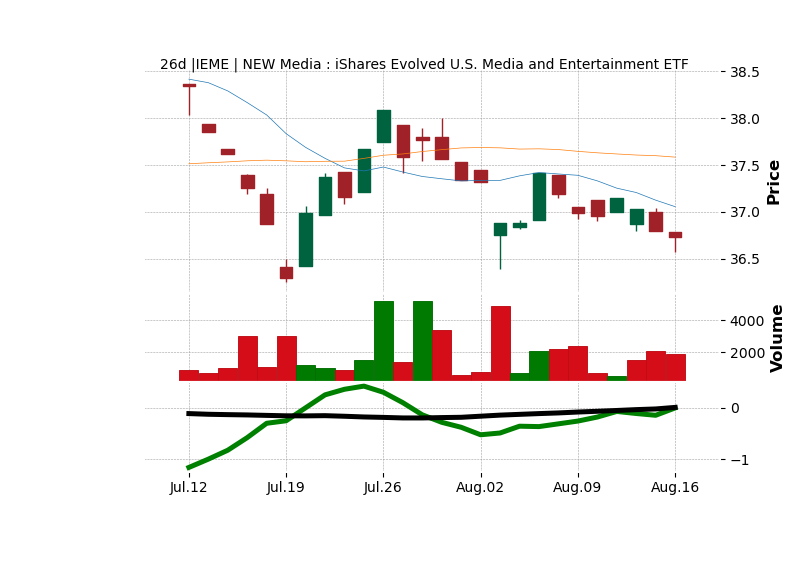 26d |IEME | NEW Media : iShares Evolved U.S. Media and Entertainment ETF
38.5
38.0
37.5
37.0
36.5
Price
4000
2000
Volume
0
−1
Jul.12 Jul.19 Jul.26 Aug.02 Aug.09 Aug.16